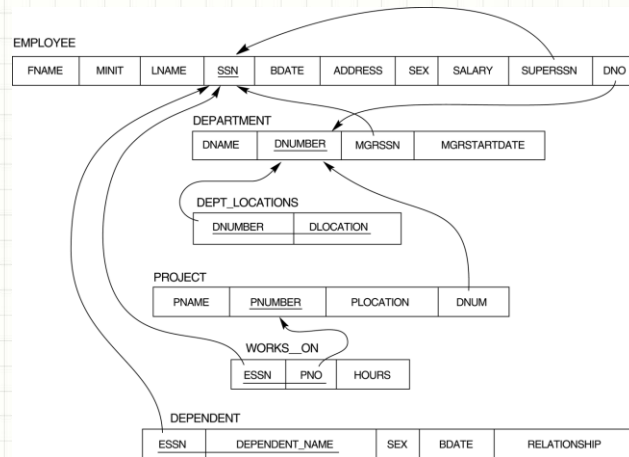 EMPLOYEE
FNAME MINIT LNAME SSN BDATE ADDRESS SEX SALARY SUPERSSN DNO
DEPARTMENT
DNAME DNUMBER MGRSSN MGRSTARTDATE
DEPT_LOCATIONS
DNUMBER DLOCATION
PROJECT
PNAME PNUMBER PLOCATION DNUM
WORKS__ON
ESSN PNO HOURS
DEPENDENT
ESSN DEPENDENT_NAME SEX BDATE RELATIONSHIP